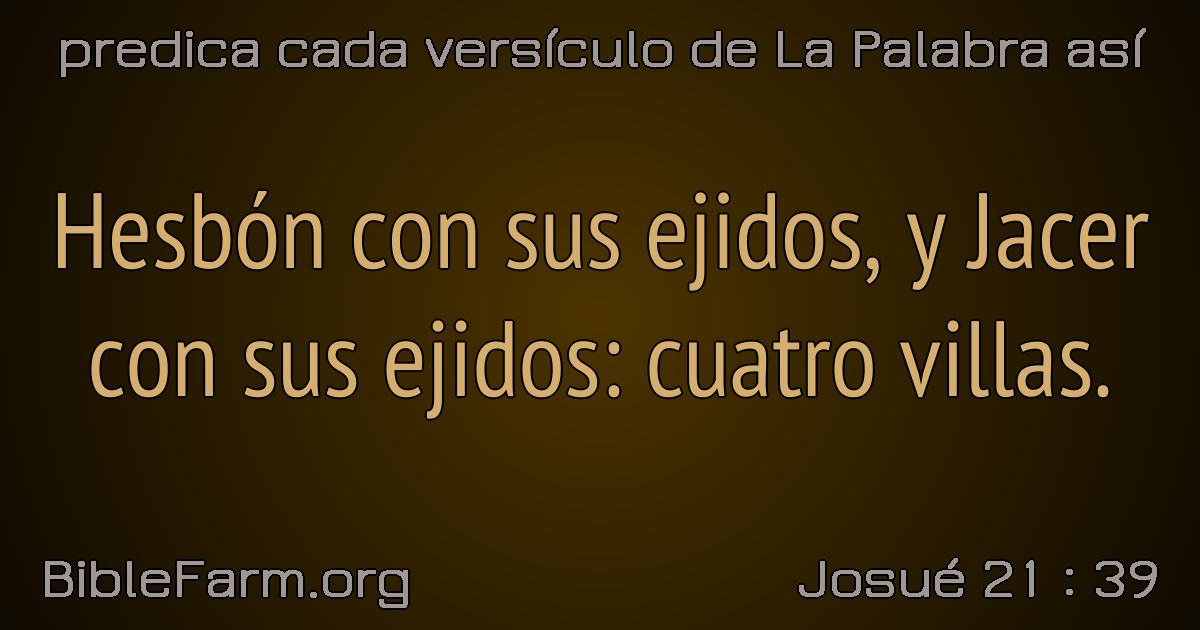 predica cada versículo de La Palabra así
Hesbón con sus ejidos, y Jacer
con sus ejidos: cuatro villas.
BibleFarm.org
Josué 21 : 39